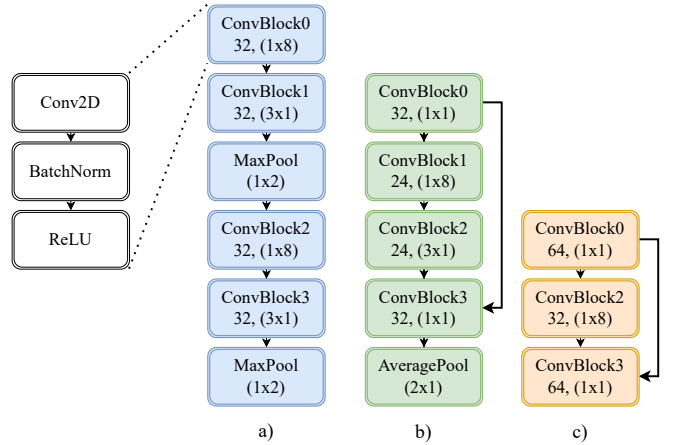 Conv2D
BatchNorm
ReLU
ConvBlock0
32, (1x8)
ConvBlock1
32, (3x1)
MaxPool
(1x2)
ConvBlock2
32, (1x8)
ConvBlock3
32, (3x1)
MaxPool
(1x2)
a)
ConvBlock0
32, (1x1)
ConvBlock1
24, (1x8)
ConvBlock2
24, (3x1)
ConvBlock3
32, (1x1)
AveragePool
(2x1)
b)
ConvBlock0
64, (1x1)
ConvBlock2
32, (1x8)
ConvBlock3
64, (1x1)
c)